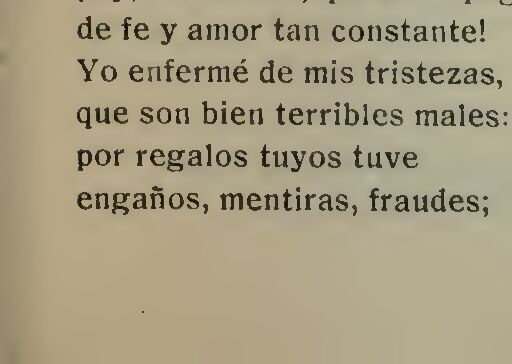 de fe y amor tan constante!
Yo enfermé de mis tristezas,
que son bien terribles males:
por regalos tuyos tuve
engaños, mentiras, fraudes;